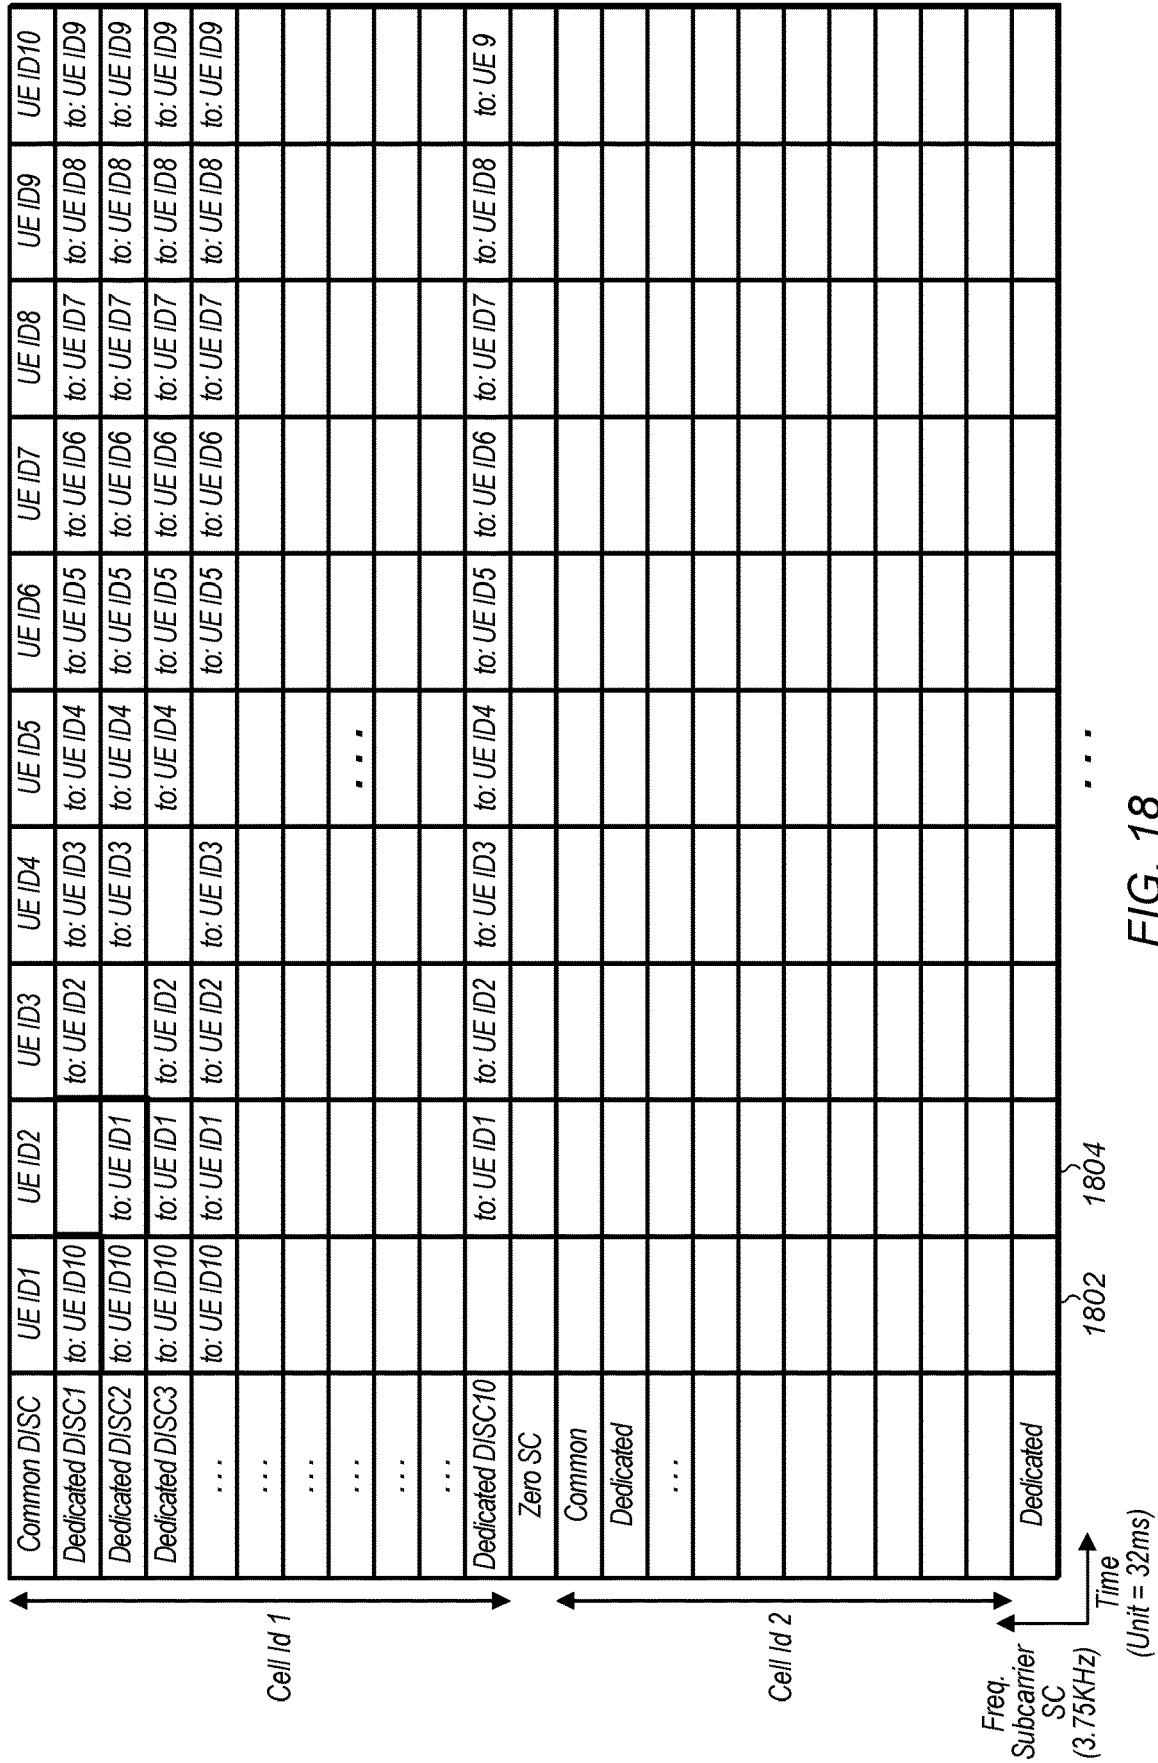 Common DISC UE ID1 UE ID2 UE ID3 UE ID4 UE ID5 UE ID6 UE ID7 UE ID8 UE ID9 UE ID10
Dedicated DISC1 to: UE ID10 to: UE ID2 to: UE ID3 to: UE ID4 to: UE ID5 to: UE ID6 to: UE ID7 to: UE ID8 to: UE ID9
Dedicated DISC2 to: UE ID10 to: UE ID1 to: UE ID3 to: UE ID4 to: UE ID5 to: UE ID6 to: UE ID7 to: UE ID8 to: UE ID9
Dedicated DISC3 to: UE ID10 to: UE ID1 to: UE ID2 to: UE ID4 to: UE ID5 to: UE ID6 to: UE ID7 to: UE ID8 to: UE ID9
... to: UE ID10 to: UE ID1 to: UE ID2 to: UE ID3 to: UE ID5 to: UE ID6 to: UE ID7 to: UE ID8 to: UE ID9
...
Cell Id 1 ...
... ...
...
...
Dedicated DISC10 to: UE ID1 to: UE ID2 to: UE ID3 to: UE ID4 to: UE ID5 to: UE ID6 to: UE ID7 to: UE ID8 to: UE 9
Zero SC
Common
Dedicated
...
Cell Id 2
Dedicated
Freq.
Subcarrier
SC
(3.75KHz)
Time
(Unit = 32ms)
1802 1804 ...
FIG. 18